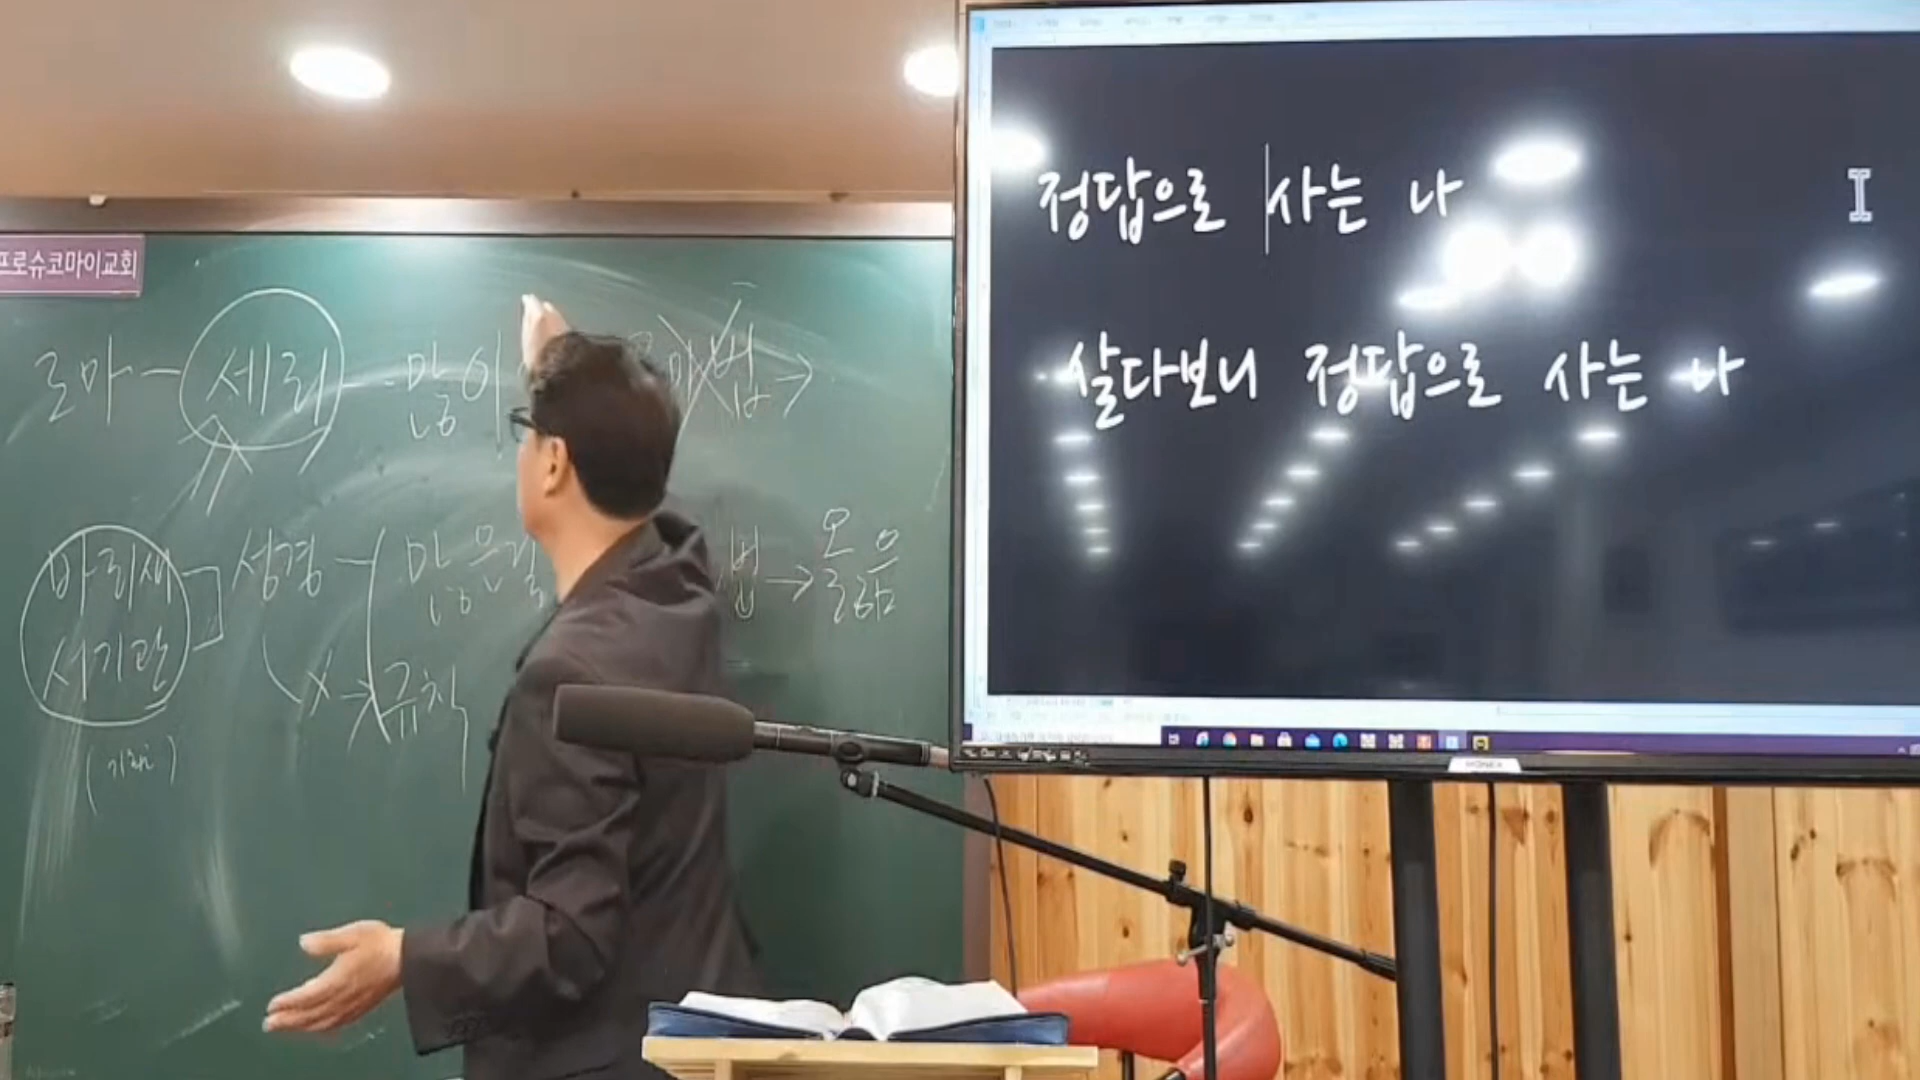 프로슈코마이교회
로마 - 세리 - 많이 법 →
바리새 성경 - 많은 법 → 옳음
서기관 X → 규칙
정답으로 사는 나
살다보니 정답으로 사는 나